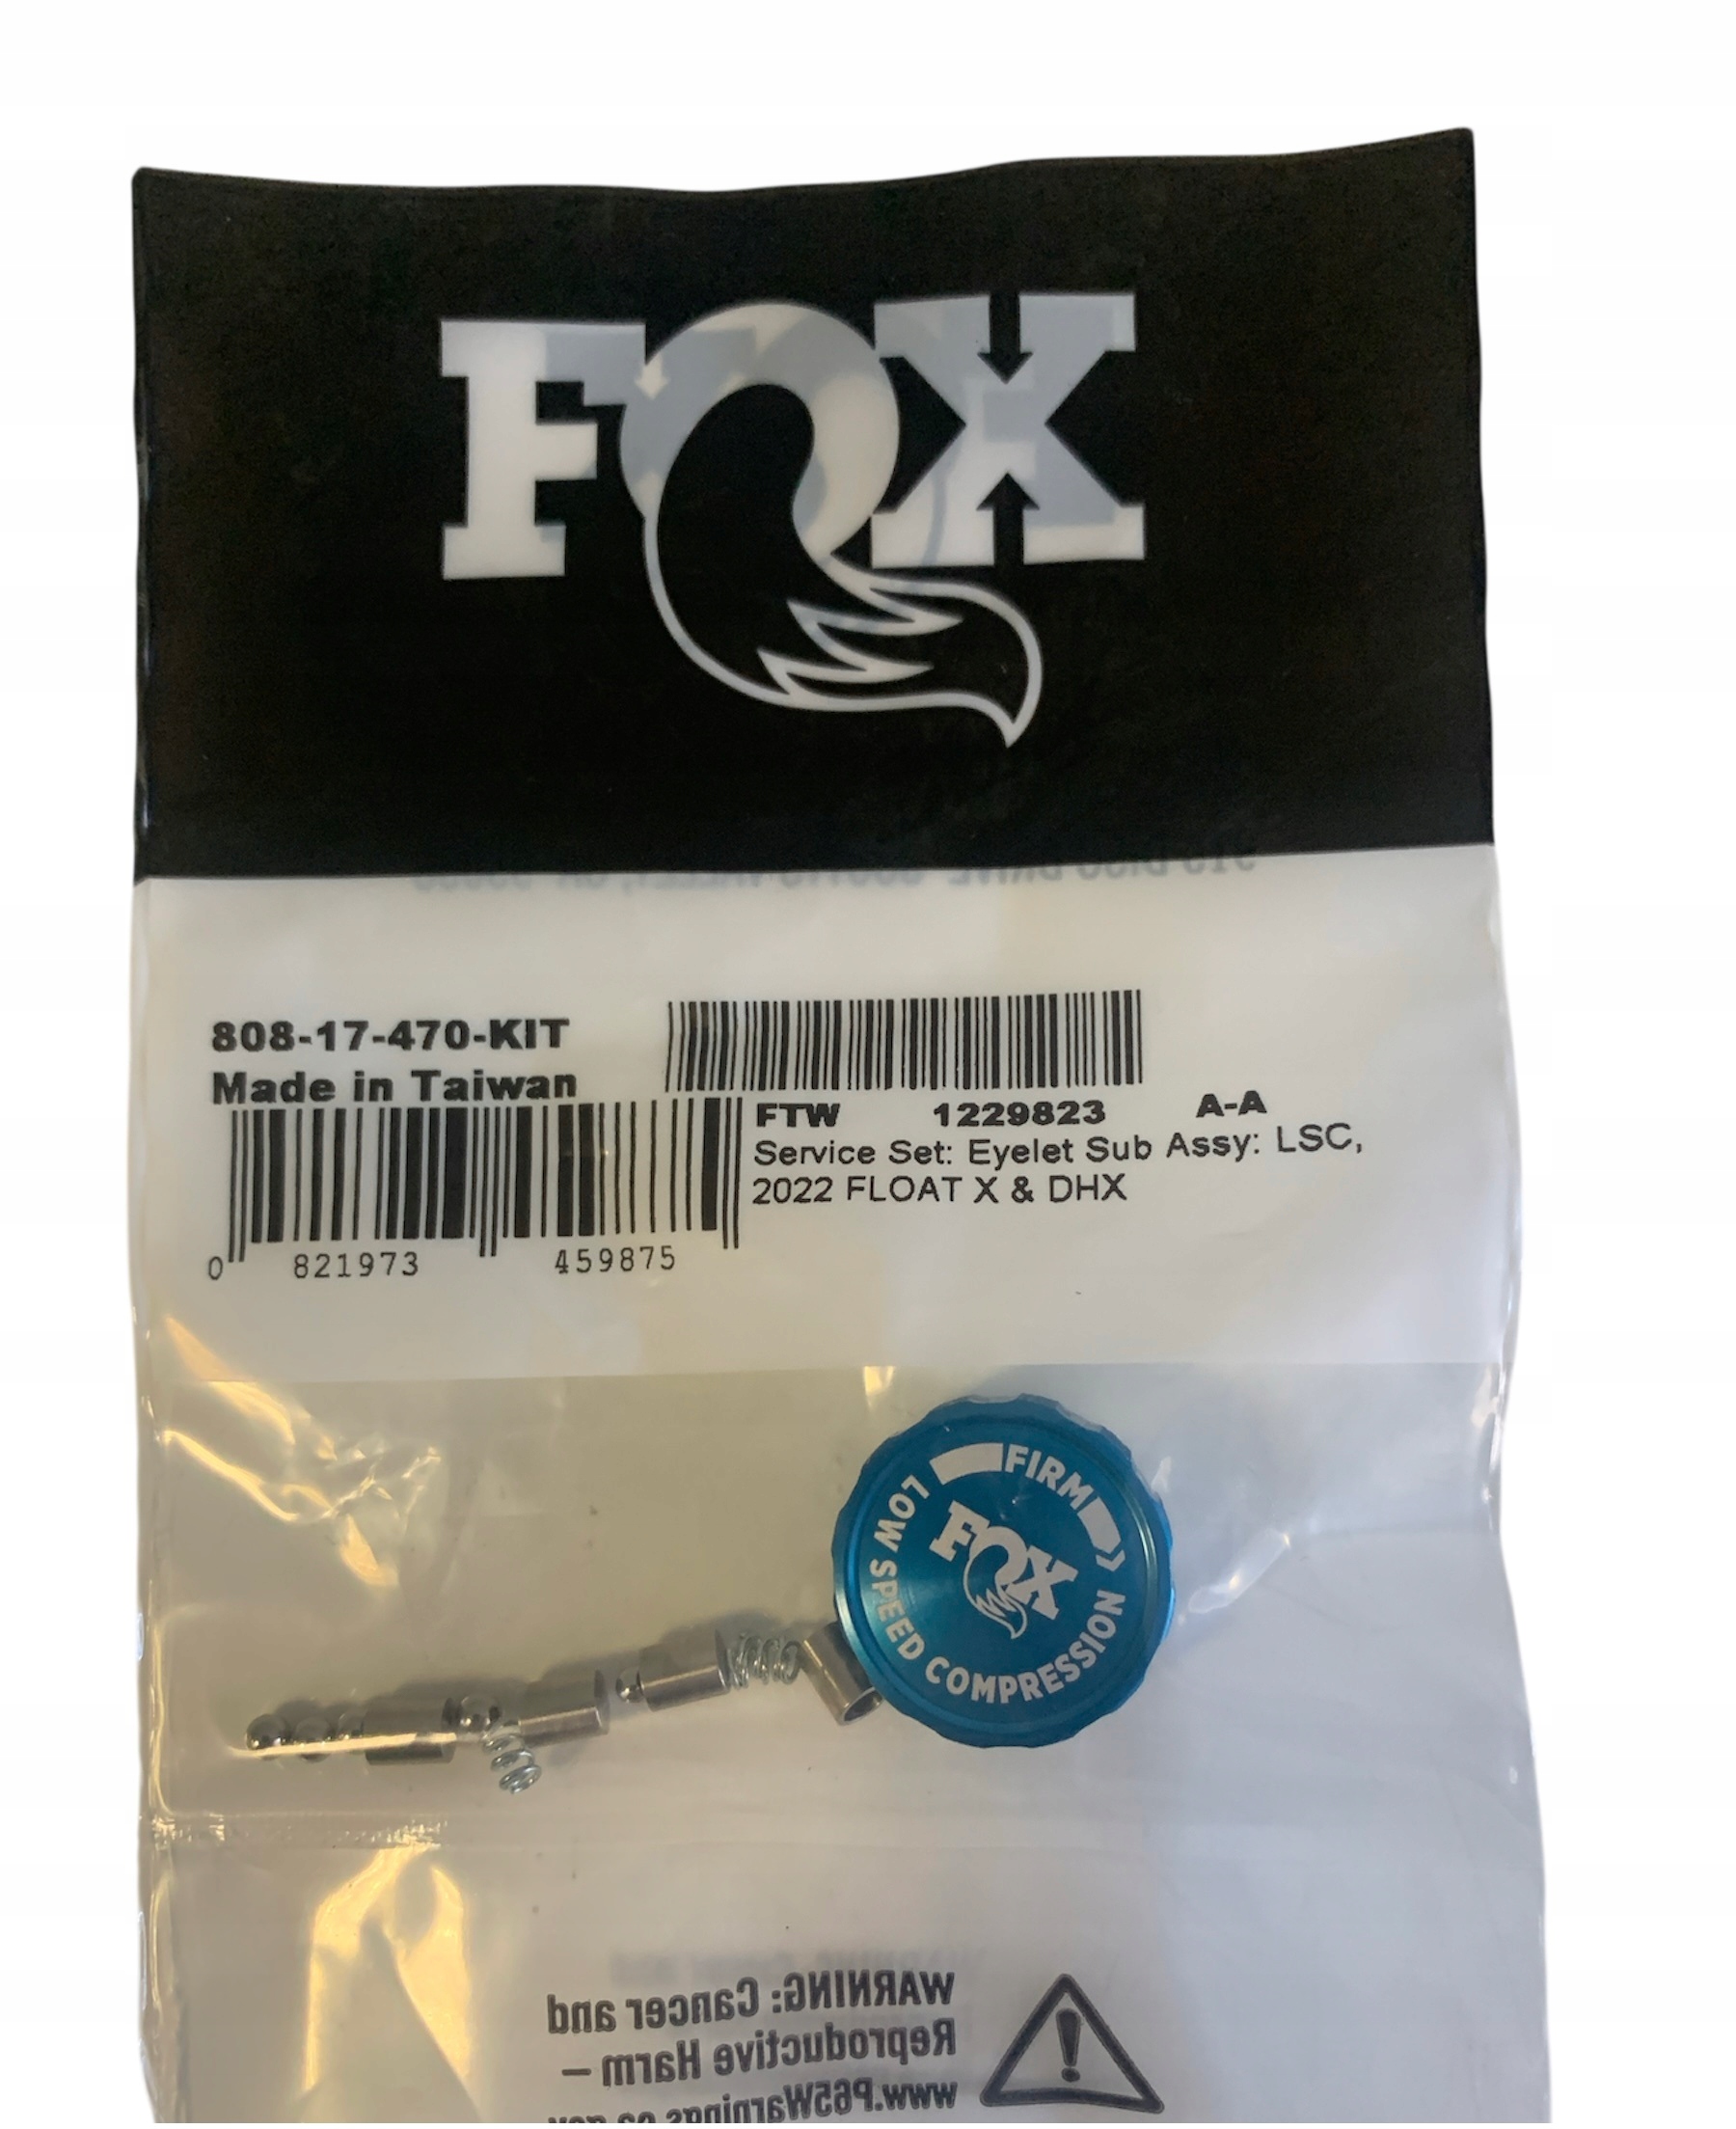 FOX
808-17-470-KIT
Made in Taiwan
FTW 1229823 A-A
Service Set: Eyelet Sub Assy: LSC,
2022 FLOAT X & DHX
0 821973 459875
FIRM
FOX
LOW SPEED COMPRESSION
WARNING: Cancer and
Reproductive Harm –
www.P65Warnings.ca.gov